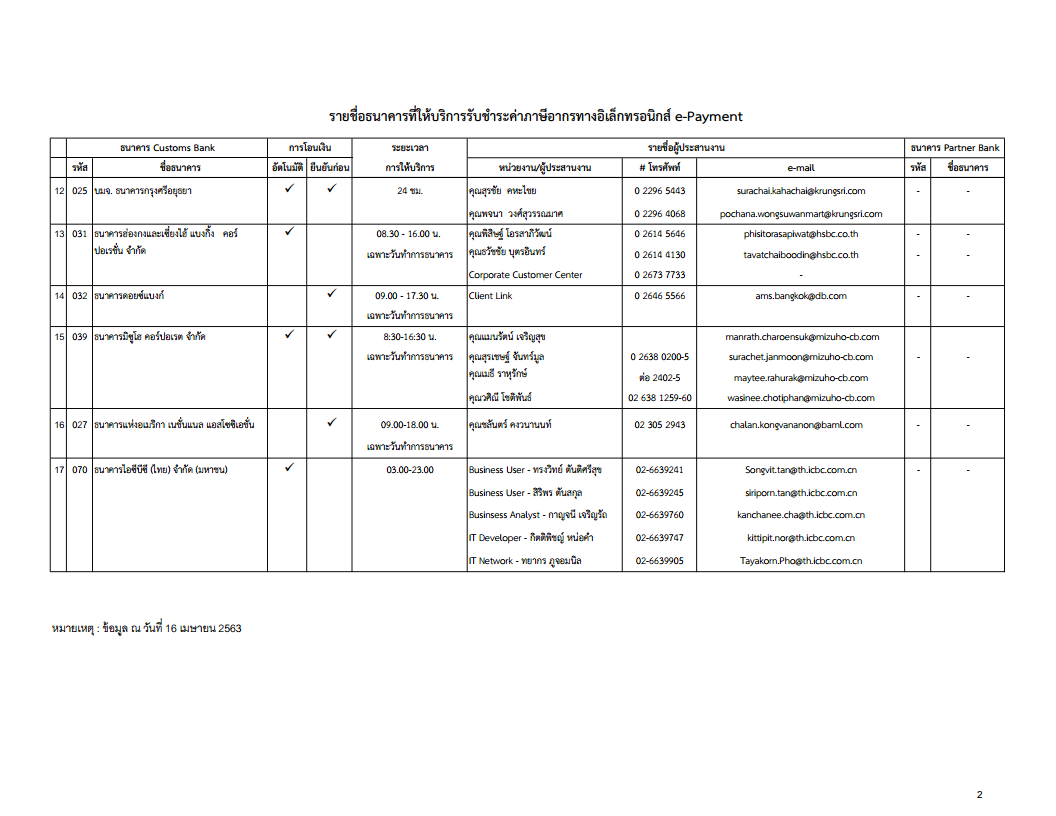 รายชื่อธนาคารที่ให้บริการรับชำระค่าภาษีอากรทางอิเล็กทรอนิกส์ e-Payment
ธนาคาร Customs Bank การโอนเงิน ระยะเวลา รายชื่อผู้ประสานงาน ธนาคาร Partner Bank
รหัส ชื่อธนาคาร อัตโนมัติ ยืนยันก่อน การให้บริการ หน่วยงาน/ผู้ประสานงาน # โทรศัพท์ e-mail รหัส ชื่อธนาคาร
12 025 บมจ. ธนาคารกรุงศรีอยุธยา ✓ ✓ 24 ชม. คุณสุรชัย คหะไชย 0 2296 5443 surachai.kahachai@krungsri.com - -
คุณพจนา วงศ์สุวรรณมาศ 0 2296 4068 pochana.wongsuwanmart@krungsri.com
13 031 ธนาคารฮ่องกงและเซี่ยงไฮ้ แบงกิ้ง คอร์ ✓ 08.30 - 16.00 น. คุณพิสิษฐ์ โอรสาภิวัฒน์ 0 2614 5646 phisitorasapiwat@hsbc.co.th - -
ปอเรชั่น จำกัด เฉพาะวันทำการธนาคาร คุณธวัชชัย บุตรอินทร์ 0 2614 4130 tavatchaiboodin@hsbc.co.th - -
Corporate Customer Center 0 2673 7733 -
14 032 ธนาคารดอยซ์แบงก์ ✓ 09.00 - 17.30 น. Client Link 0 2646 5566 ams.bangkok@db.com - -
เฉพาะวันทำการธนาคาร
15 039 ธนาคารมิซูโฮ คอร์ปอเรต จำกัด ✓ ✓ 8:30-16:30 น. คุณแมนรัตน์ เจริญสุข manrath.charoensuk@mizuho-cb.com
เฉพาะวันทำการธนาคาร คุณสุรเชษฐ์ จันทร์มูล 0 2638 0200-5 surachet.janmoon@mizuho-cb.com - -
คุณเมธี ราหุรักษ์ ต่อ 2402-5 maytee.rahurak@mizuho-cb.com
คุณวศิณี โชติพันธ์ 02 638 1259-60 wasinee.chotiphan@mizuho-cb.com
16 027 ธนาคารแห่งอเมริกา เนชั่นแนล แอสโซซิเอชั่น ✓ 09.00-18.00 น. คุณชลันตร์ คงวนานนท์ 02 305 2943 chalan.kongvananon@baml.com - -
เฉพาะวันทำการธนาคาร
17 070 ธนาคารไอซีบีซี (ไทย) จำกัด (มหาชน) ✓ 03.00-23.00 Business User - ทรงวิทย์ ตันติศรีสุข 02-6639241 Songvit.tan@th.icbc.com.cn - -
Business User - สิริพร ตันสกุล 02-6639245 siriporn.tan@th.icbc.com.cn
Businsess Analyst - กาญจนี เจริญรัถ 02-6639760 kanchanee.cha@th.icbc.com.cn
IT Developer - กิตติพิชญ์ หน่อคำ 02-6639747 kittipit.nor@th.icbc.com.cn
IT Network - ทยากร ภูจอมนิล 02-6639905 Tayakorn.Pho@th.icbc.com.cn
หมายเหตุ : ข้อมูล ณ วันที่ 16 เมษายน 2563
2